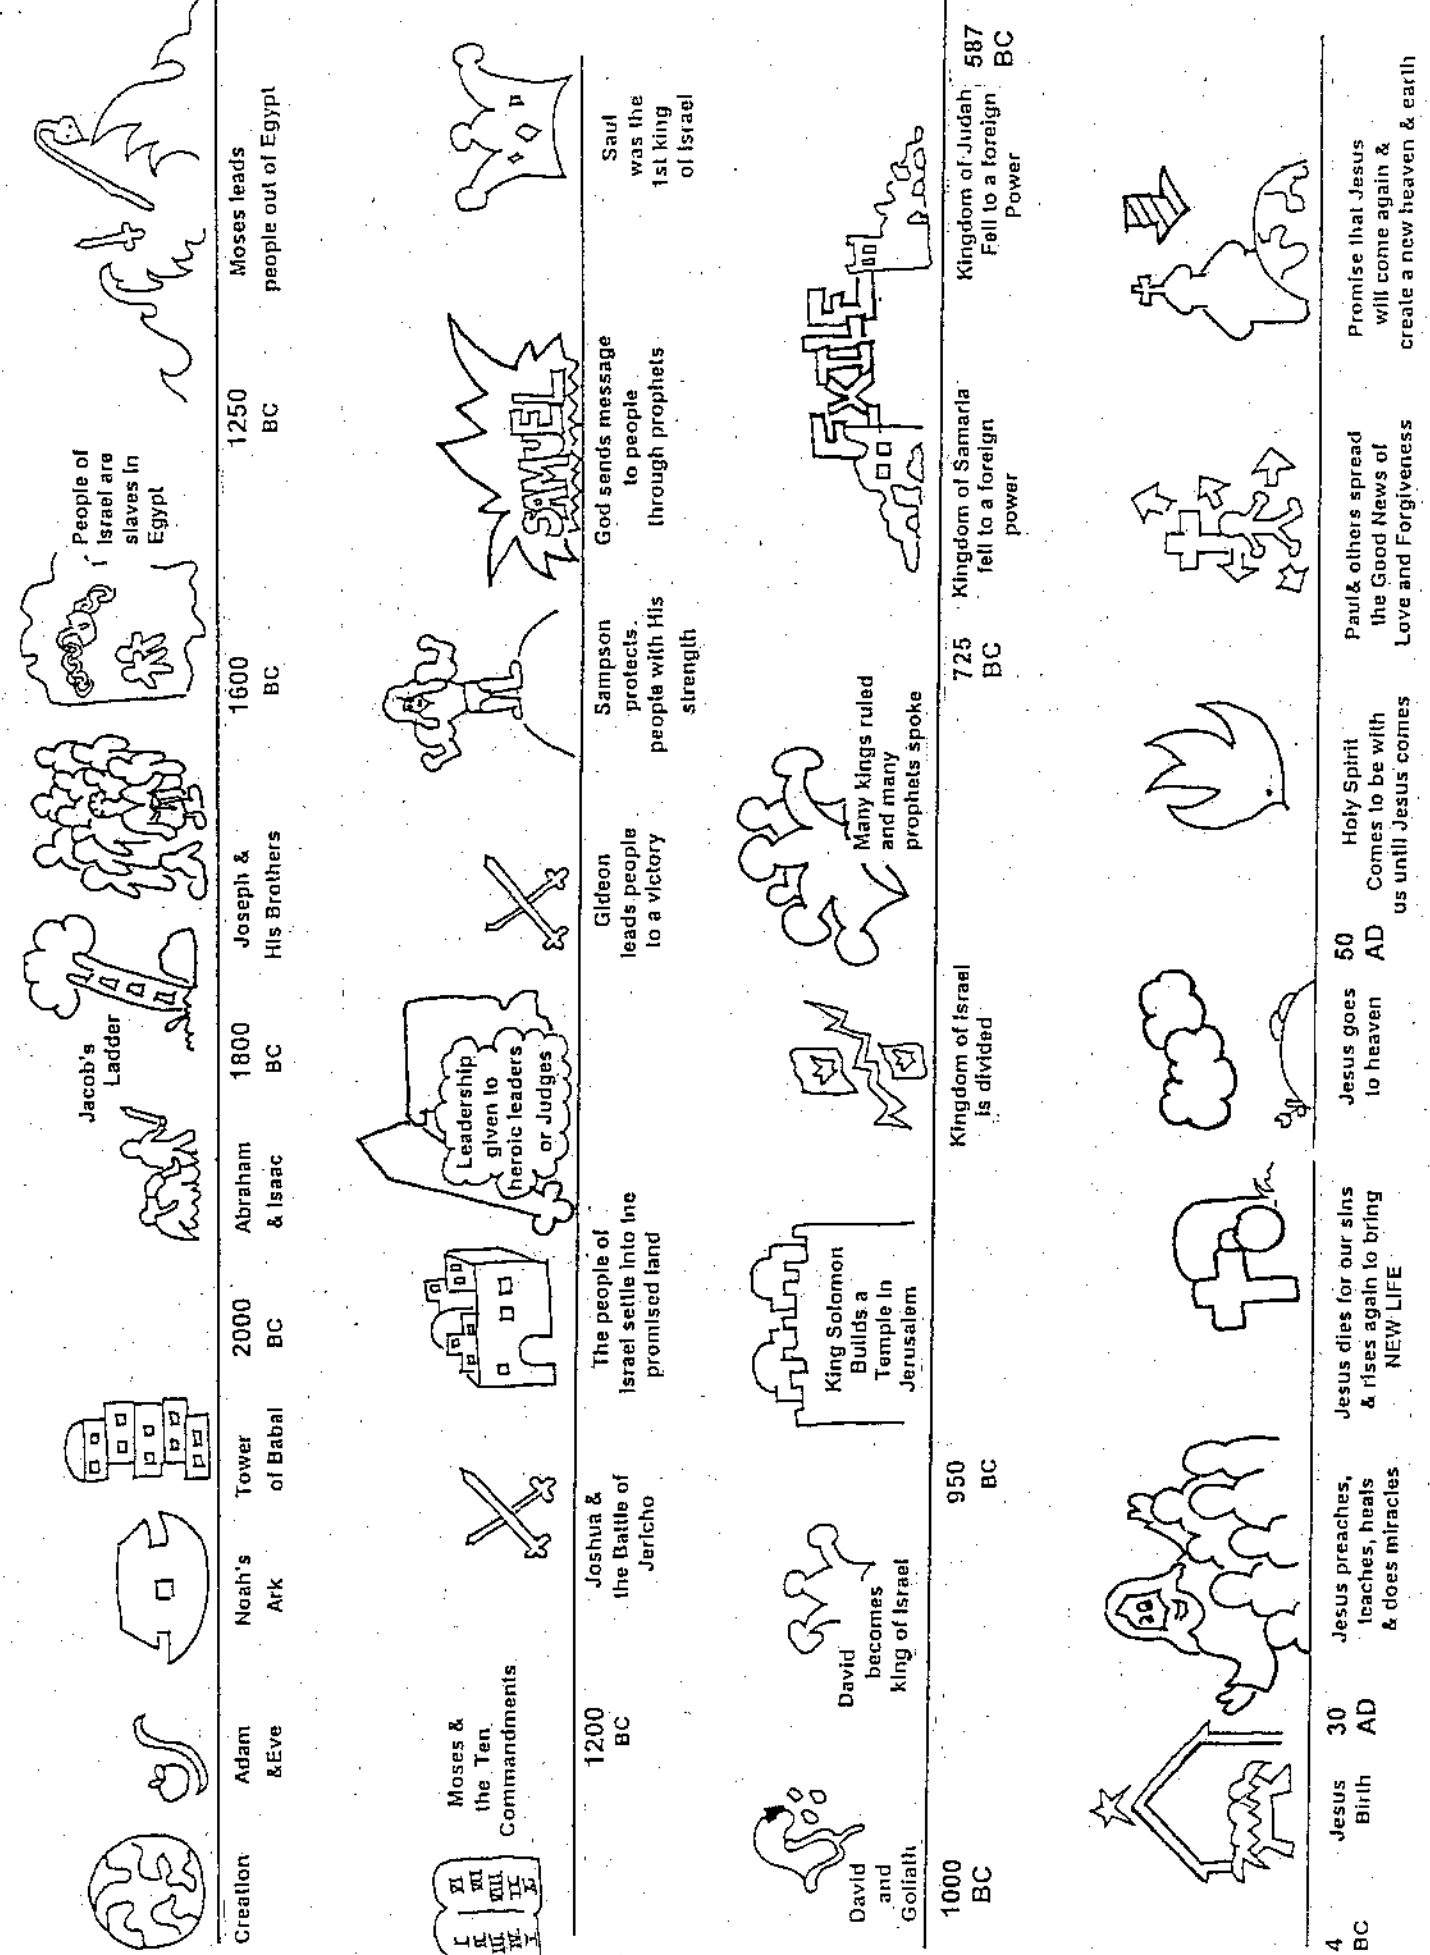 Creation
Adam
&Eve
Noah's
Ark
Tower
of Babal
2000
BC
Abraham
& Isaac
Jacob's
Ladder
1800
BC
Joseph &
His Brothers
1600
BC
People of
Israel are
slaves in
Egypt
1250
BC
Moses leads
people out of Egypt
I
II
III
IV
V
VI
VII
VIII
IX
X
Moses &
the Ten
Commandments
1200
BC
Joshua &
the Battle of
Jericho
The people of
Israel settle into the
promised land
Leadership
given to
heroic leaders
or Judges
Gideon
leads people
to a victory
Sampson
protects
people with His
strength
SAMUEL
God sends message
to people
through prophets
Saul
was the
1st king
of Israel
David
and
Goliath
1000
BC
David
becomes
king of Israel
950
BC
King Solomon
Builds a
Temple in
Jerusalem
Kingdom of Israel
is divided
Many kings ruled
and many
prophets spoke
725
BC
Kingdom of Samaria
fell to a foreign
power
EXILE
Kingdom of Judah
Fell to a foreign
Power
587
BC
4
BC
Jesus
Birth
30
AD
Jesus preaches,
teaches, heals
& does miracles
Jesus dies for our sins
& rises again to bring
NEW LIFE
Jesus goes
to heaven
50
AD
Holy Spirit
Comes to be with
us until Jesus comes
Paul & others spread
the Good News of
Love and Forgiveness
Promise that Jesus
will come again &
create a new heaven & earth